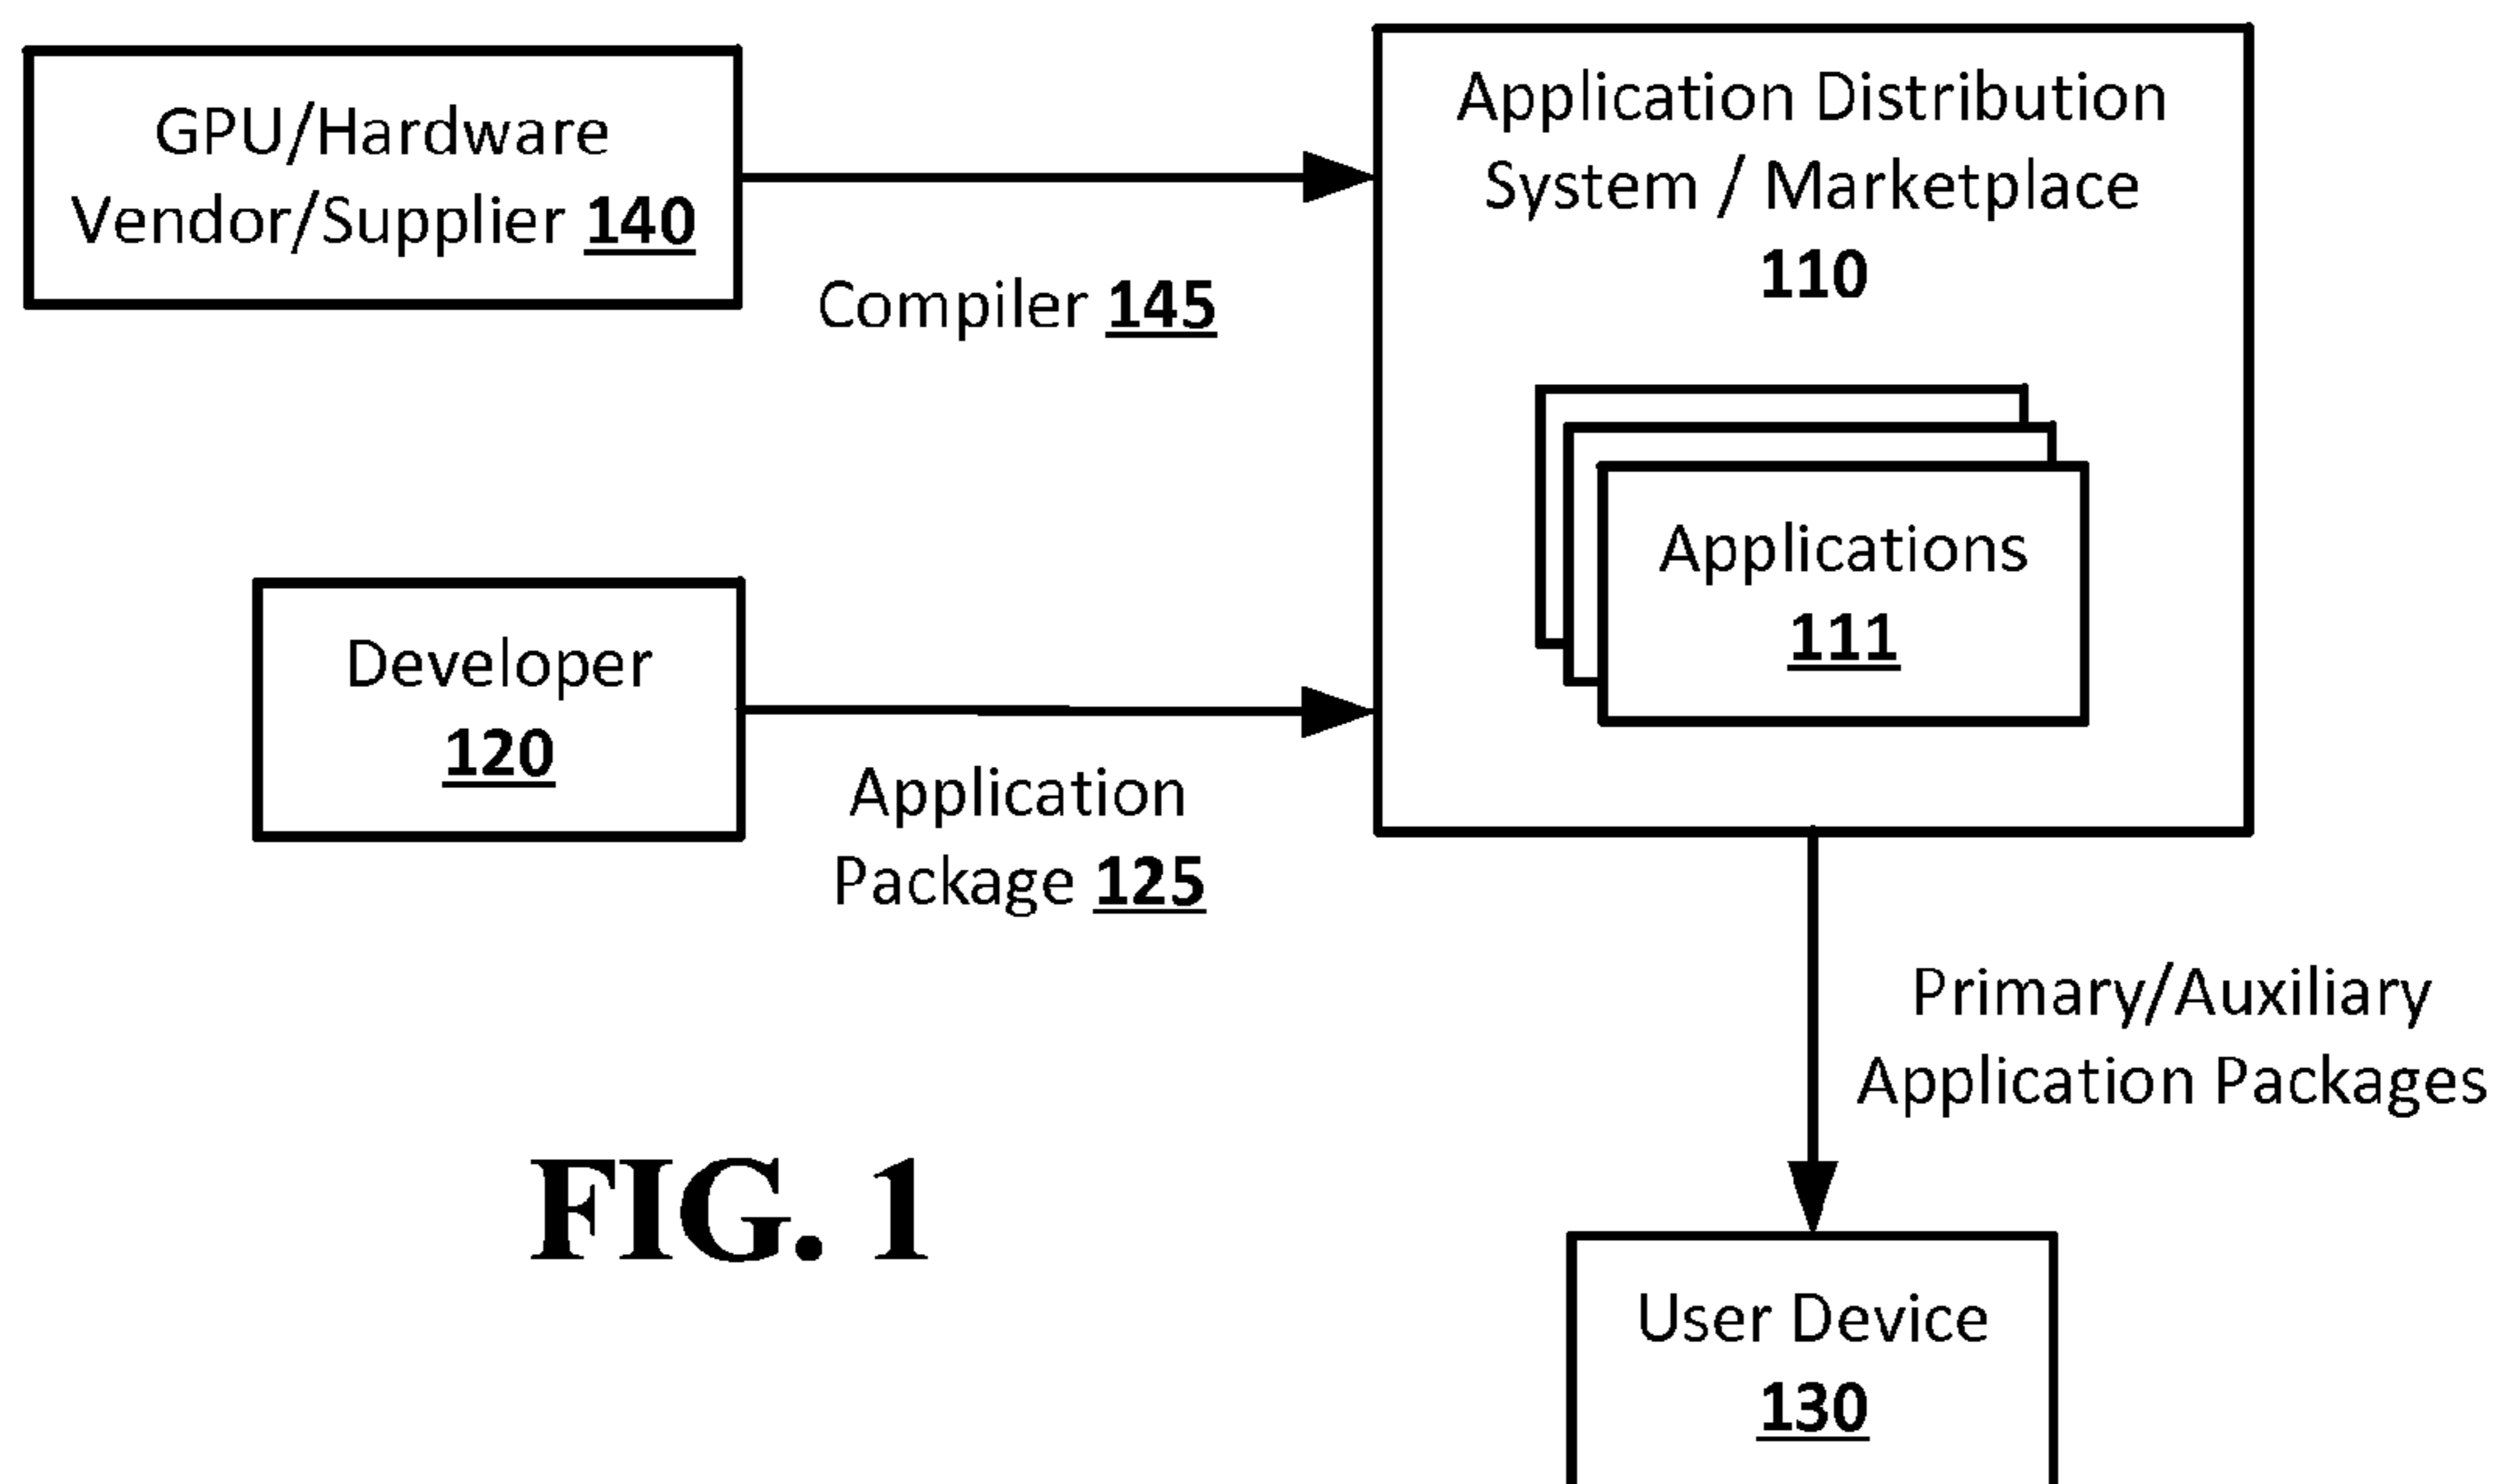 GPU/Hardware
Vendor/Supplier 140
Compiler 145
Application Distribution
System / Marketplace
110
Applications
111
Developer
120
Application
Package 125
Primary/Auxiliary
Application Packages
FIG. 1
User Device
130